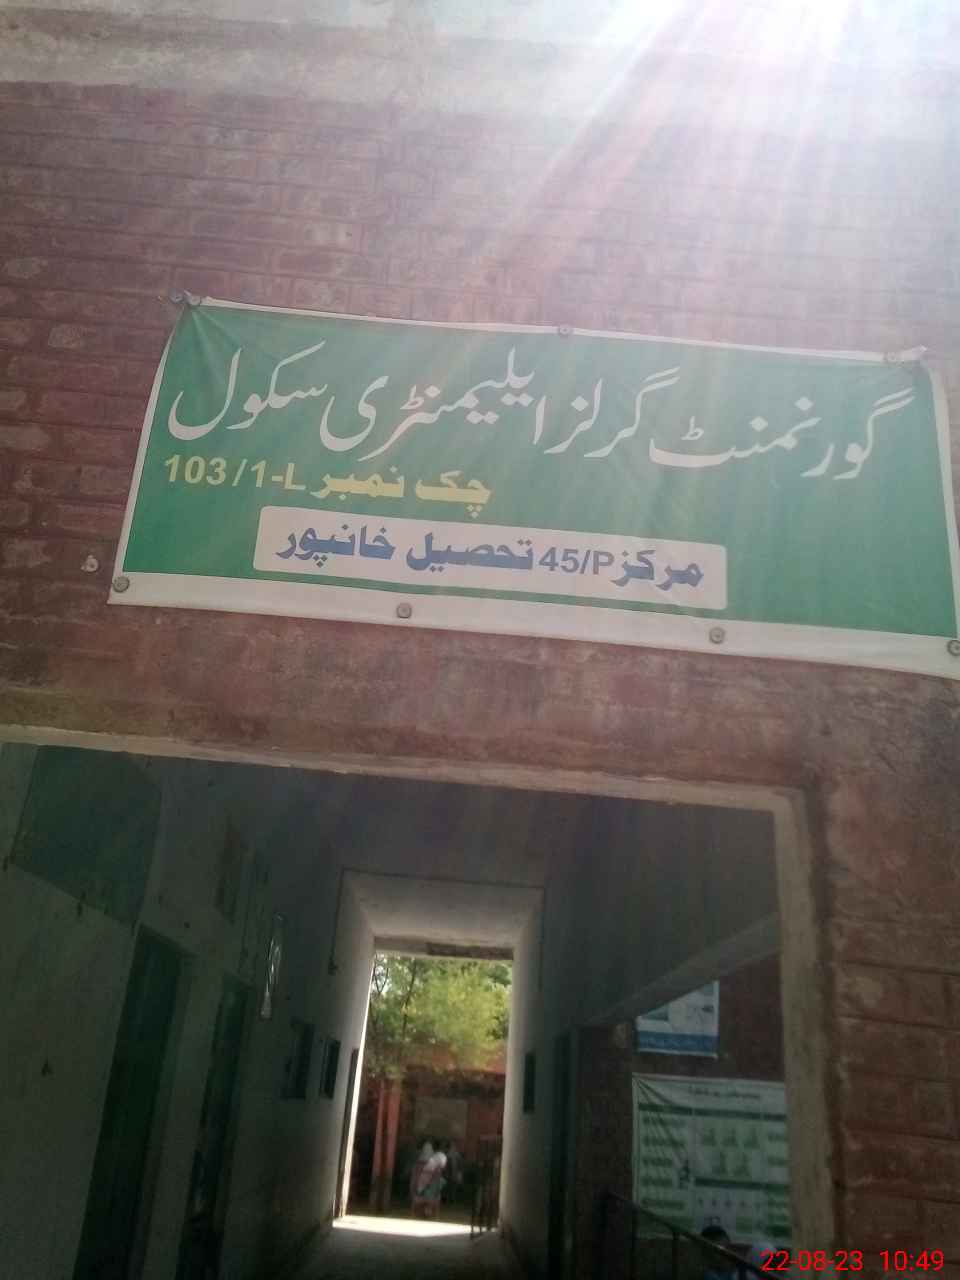 گورنمنٹ گرلز ایلیمنٹری سکول
چک نمبر 103/1-L
مرکز 45/P تحصیل خانپور
22-08-23 10:49